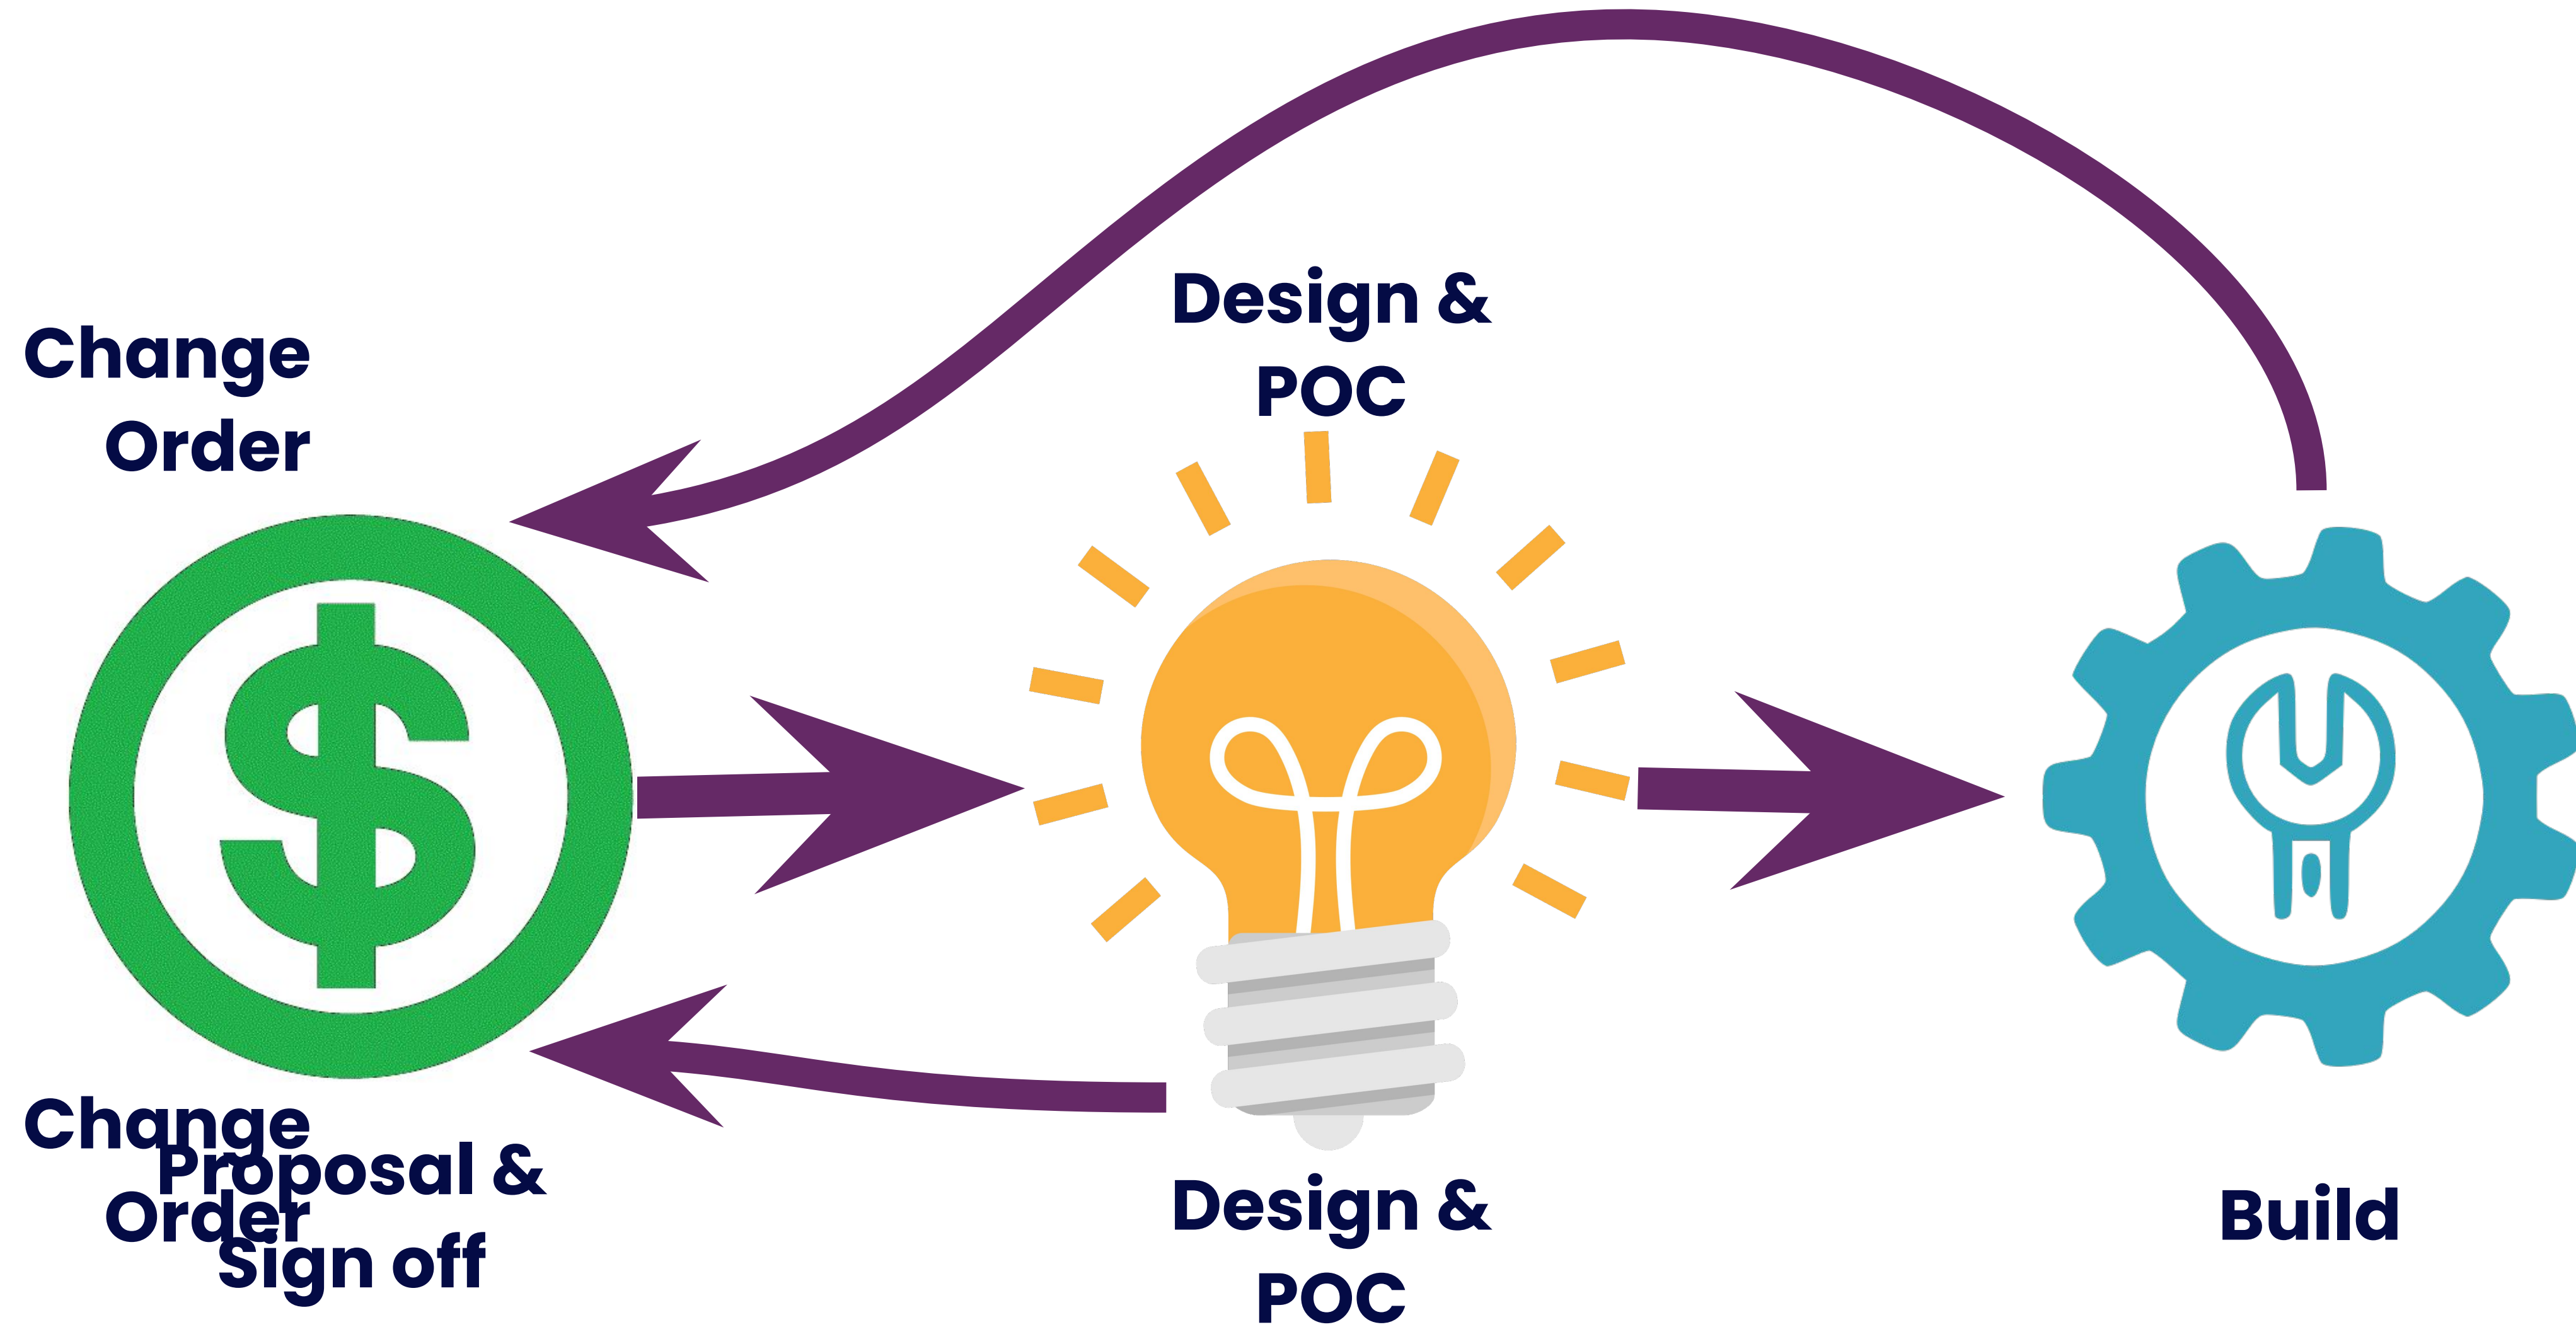 Design &
POC
Change
Order
$
Change
Order
Proposal &
Sign off
Design &
POC
Build